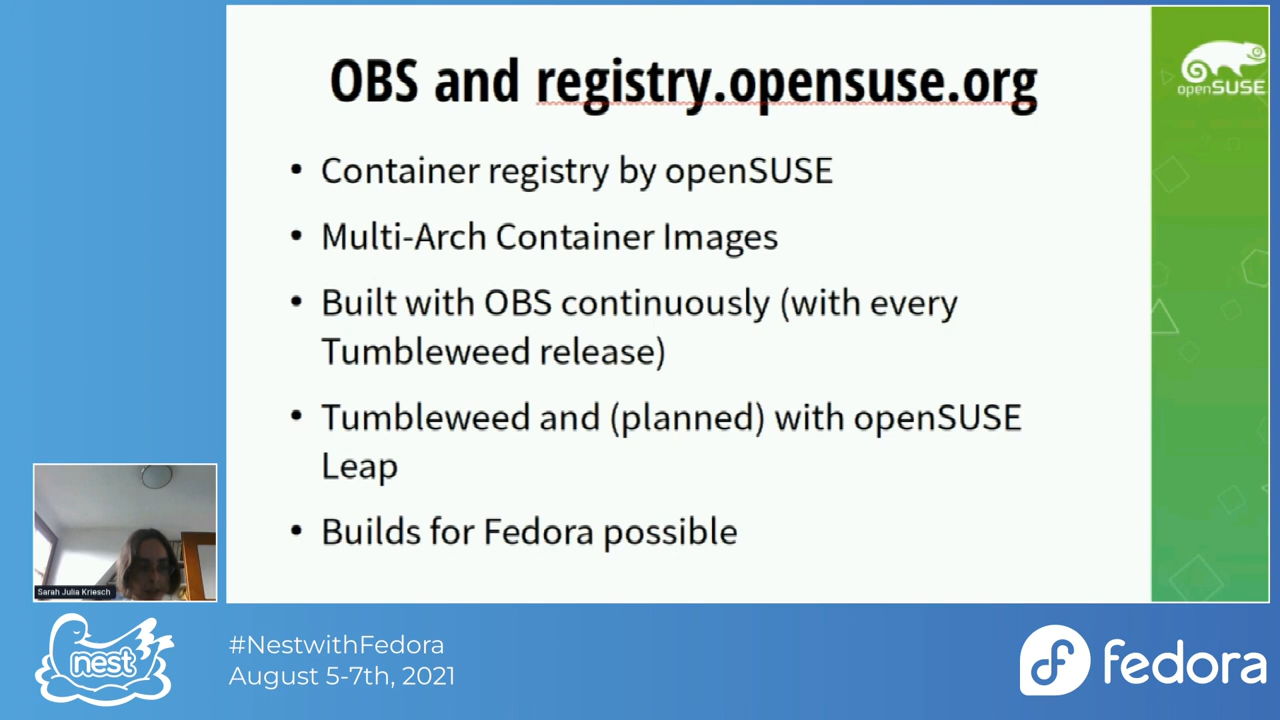 OBS and registry.opensuse.org
openSUSE
• Container registry by openSUSE
• Multi-Arch Container Images
• Built with OBS continuously (with every
Tumbleweed release)
• Tumbleweed and (planned) with openSUSE
Leap
• Builds for Fedora possible
Sarah Julia Kriesch
nest
#NestwithFedora
August 5-7th, 2021
fedora